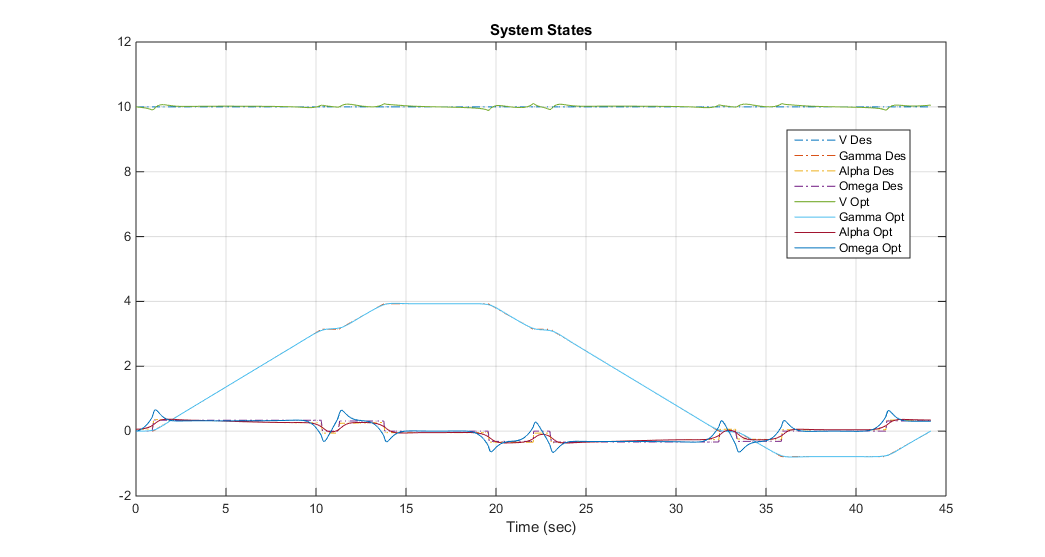 System States
12
10
8
6
4
2
0
-2
V Des
Gamma Des
Alpha Des
Omega Des
V Opt
Gamma Opt
Alpha Opt
Omega Opt
0 5 10 15 20 25 30 35 40 45
Time (sec)